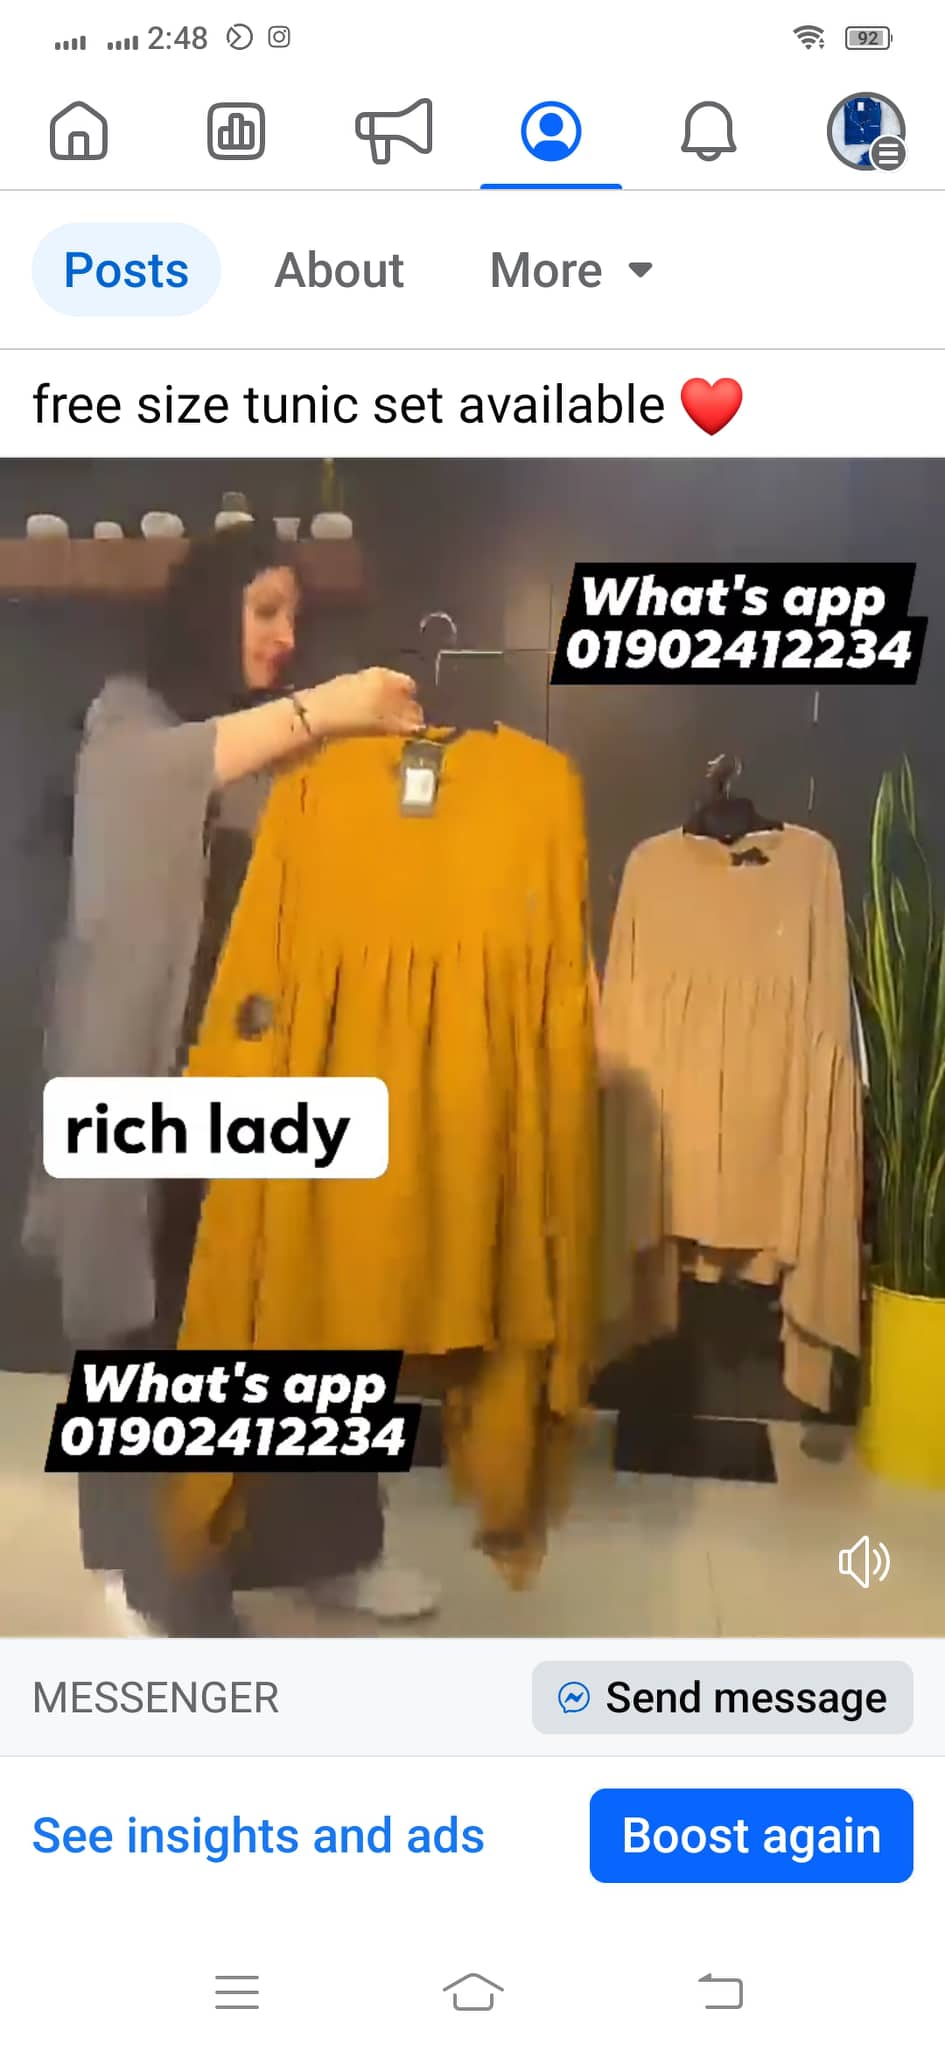 2:48
92
Posts About More
free size tunic set available ❤️
What's app
01902412234
rich lady
What's app
01902412234
MESSENGER Send message
See insights and ads Boost again